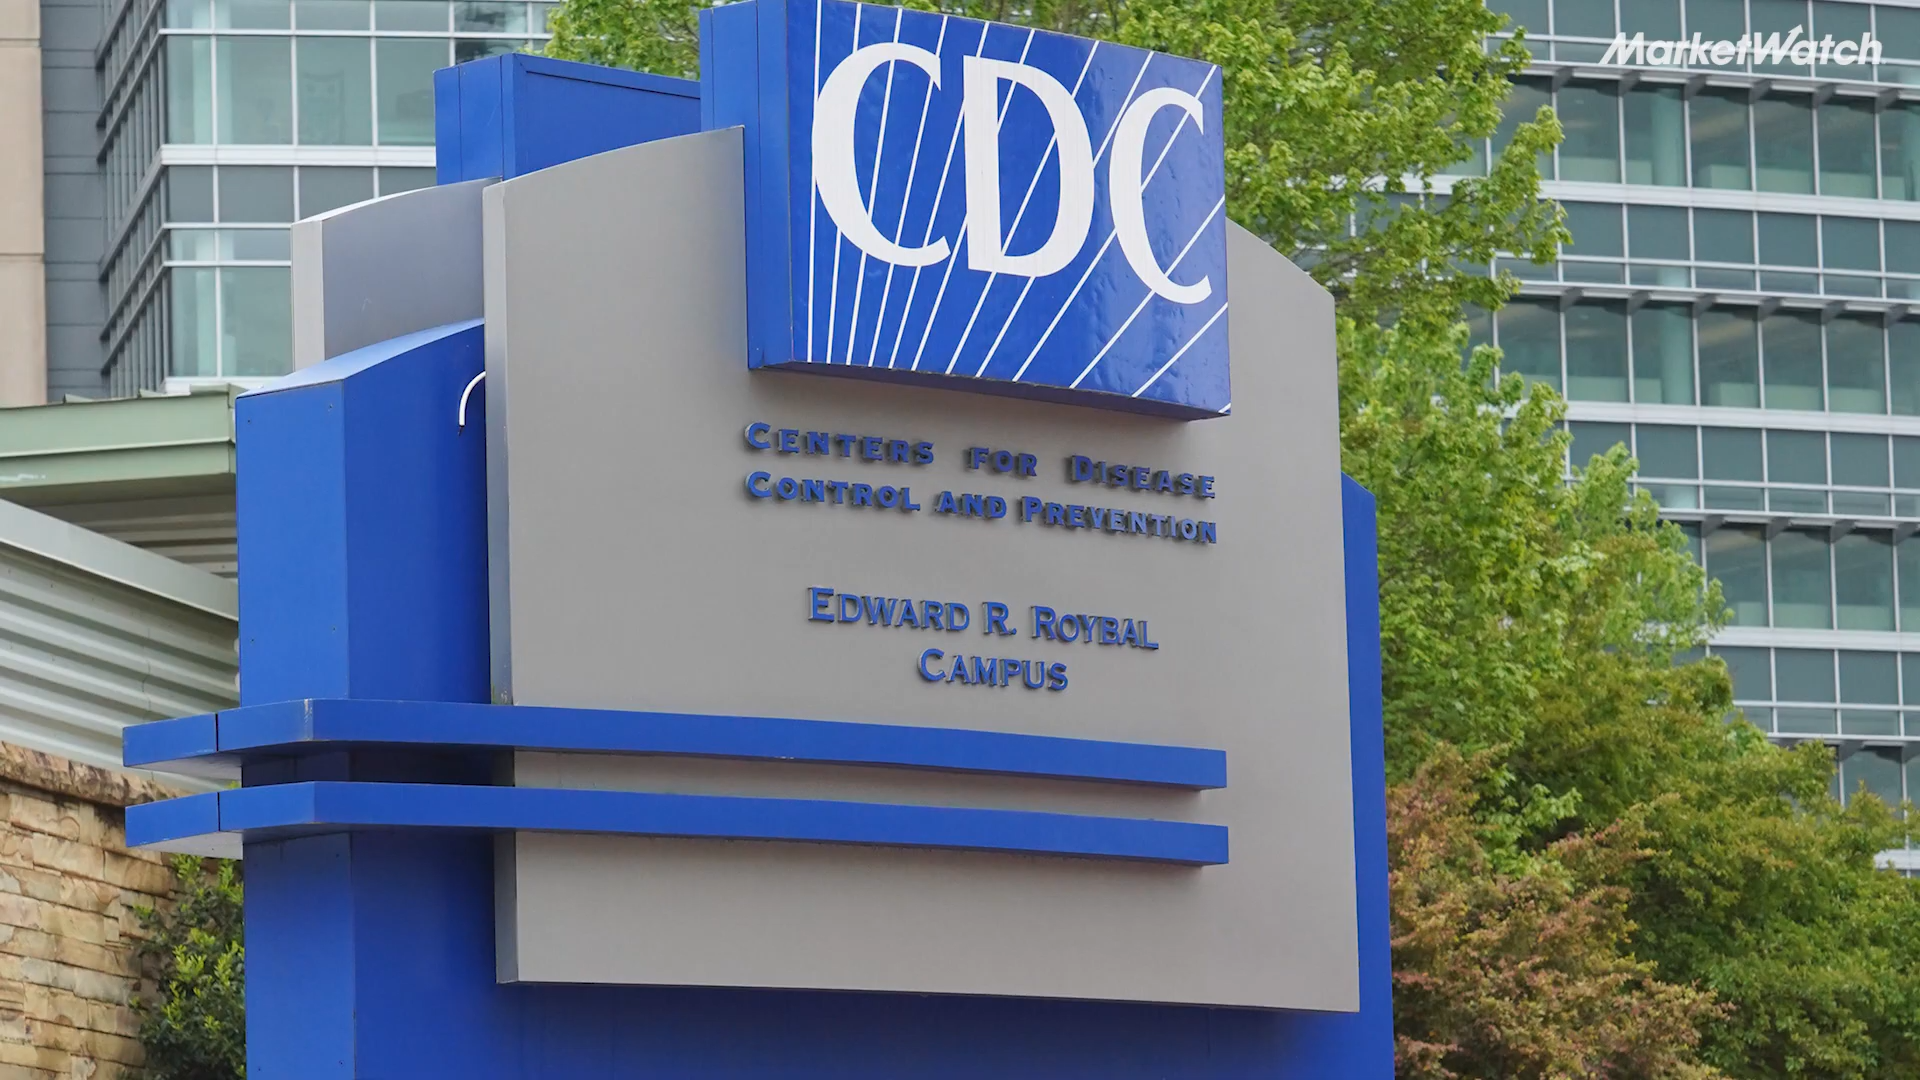 MarketWatch
CDC
CENTERS FOR DISEASE
CONTROL AND PREVENTION
EDWARD R. ROYBAL
CAMPUS